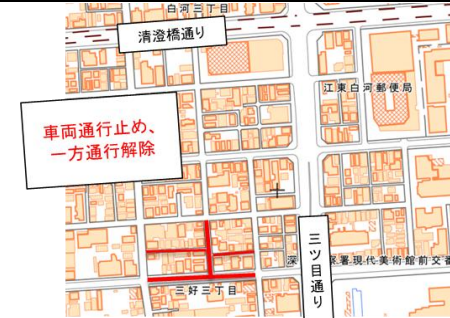 白河三丁目
清澄橋通り
江東白河郵便局
車両通行止め、
一方通行解除
三ツ目通り
深
署現代美術館前交番
三好三丁目